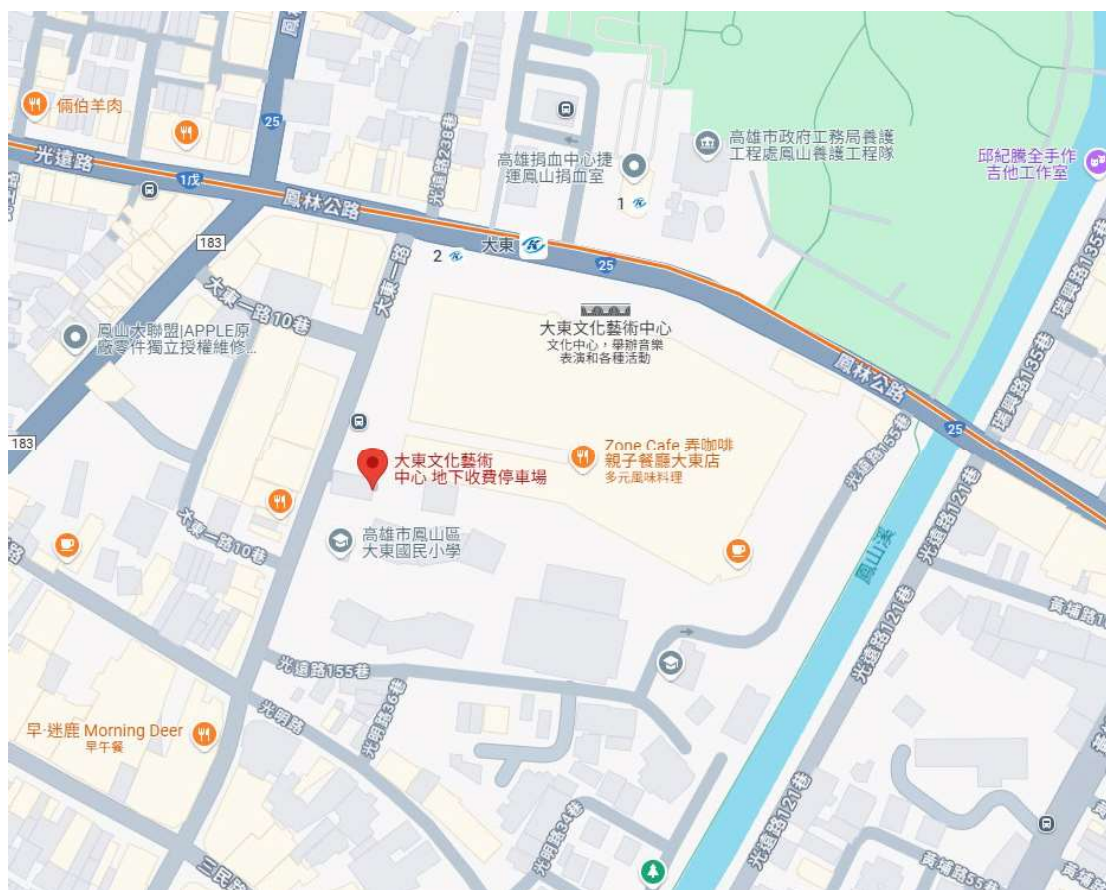 倆伯羊肉
光遠路
1戊
25
光遠路238巷
鳳林公路
183
高雄捐血中心捷
運鳳山捐血室
1
高雄市政府工務局養護
工程處鳳山養護工程隊
邱紀騰全手作
吉他工作室
2
大東
25
大東一路
大東一路10巷
瑞興路135巷
瑞興路135巷
大東文化藝術中心
文化中心，舉辦音樂
表演和各種活動
鳳山大聯盟|APPLE原
廠零件獨立授權維修...
鳳林公路
25
183
Zone Cafe 弄咖啡
親子餐廳大東店
多元風味料理
大東文化藝術
中心 地下收費停車場
光遠路155巷
光遠路121巷
高雄市鳳山區
大東國民小學
大東一路10巷
鳳山溪
光遠路121巷
光遠路155巷
光明路
光明路36巷
早·迷鹿 Morning Deer
早午餐
光明路34巷
光遠路121巷
黃埔路55巷